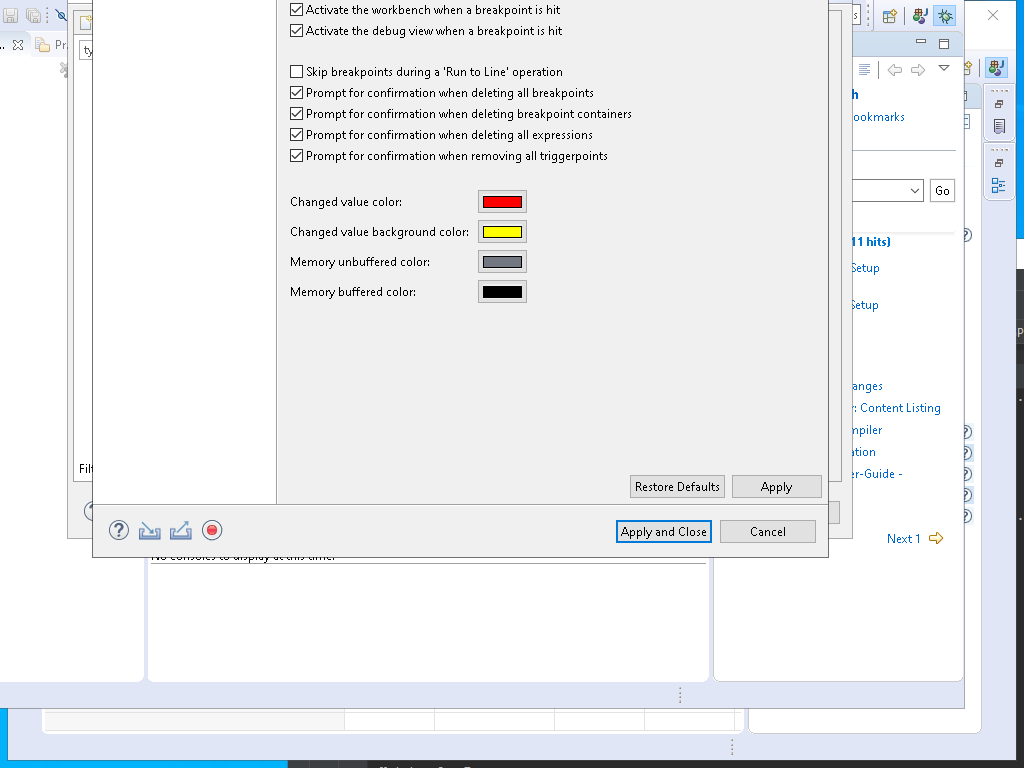 Activate the workbench when a breakpoint is hit
Activate the debug view when a breakpoint is hit
Skip breakpoints during a 'Run to Line' operation
Prompt for confirmation when deleting all breakpoints
Prompt for confirmation when deleting breakpoint containers
Prompt for confirmation when deleting all expressions
Prompt for confirmation when removing all triggerpoints
Changed value color:
Changed value background color:
Memory unbuffered color:
Memory buffered color:
Restore Defaults
Apply
Apply and Close
Cancel
Pr
ty
Filt
No consoles to display at this time.
h
ookmarks
Go
11 hits)
Setup
Setup
anges
r: Content Listing
mpiler
ation
er-Guide -
Next 1